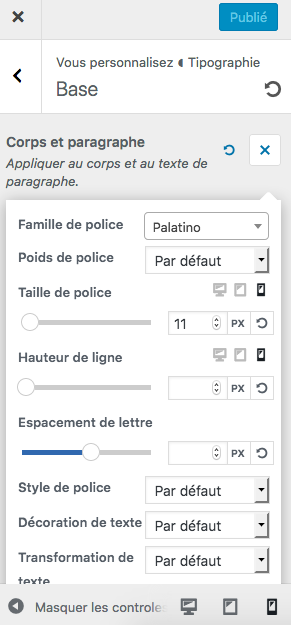 Publié
Vous personnalisez ◖ Tipographie
Base
Corps et paragraphe
Appliquer au corps et au texte de
paragraphe.
Famille de police Palatino
Poids de police Par défaut
Taille de police
11 PX
Hauteur de ligne
PX
Espacement de lettre
PX
Style de police Par défaut
Décoration de texte Par défaut
Transformation de Par défaut
texte
Masquer les controle